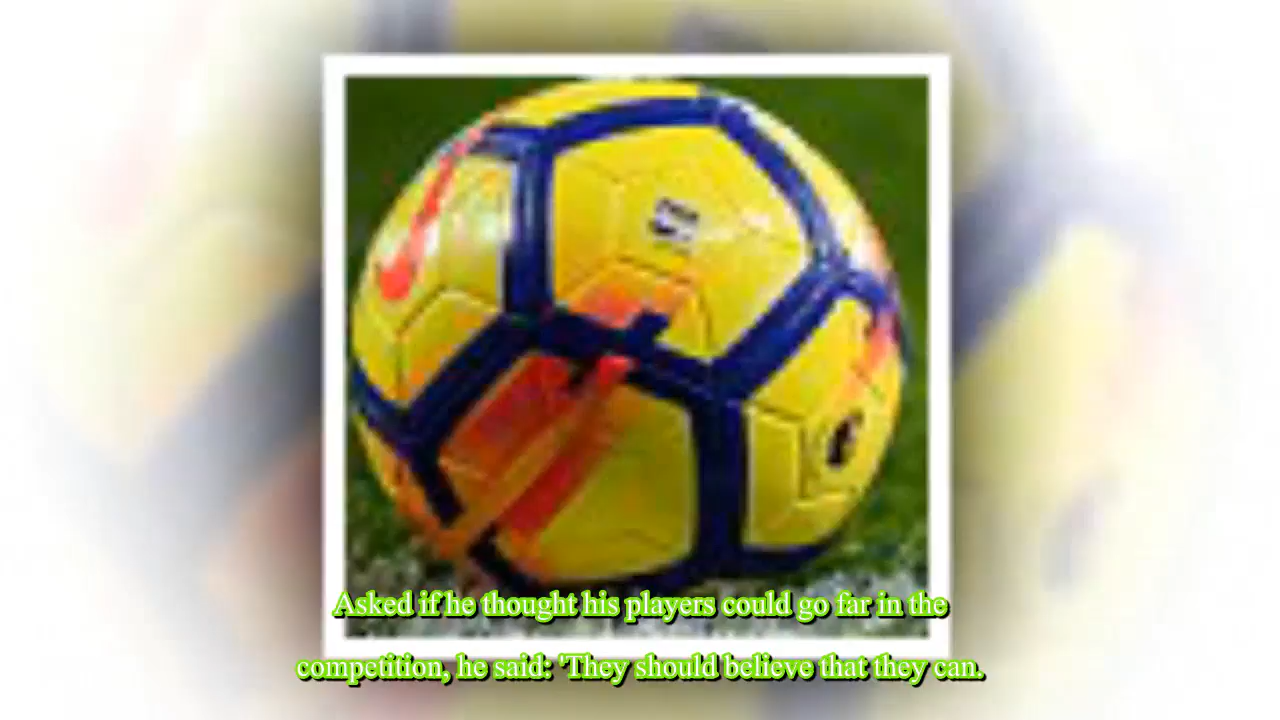 Asked if he thought his players could go far in the
competition, he said: 'They should believe that they can.